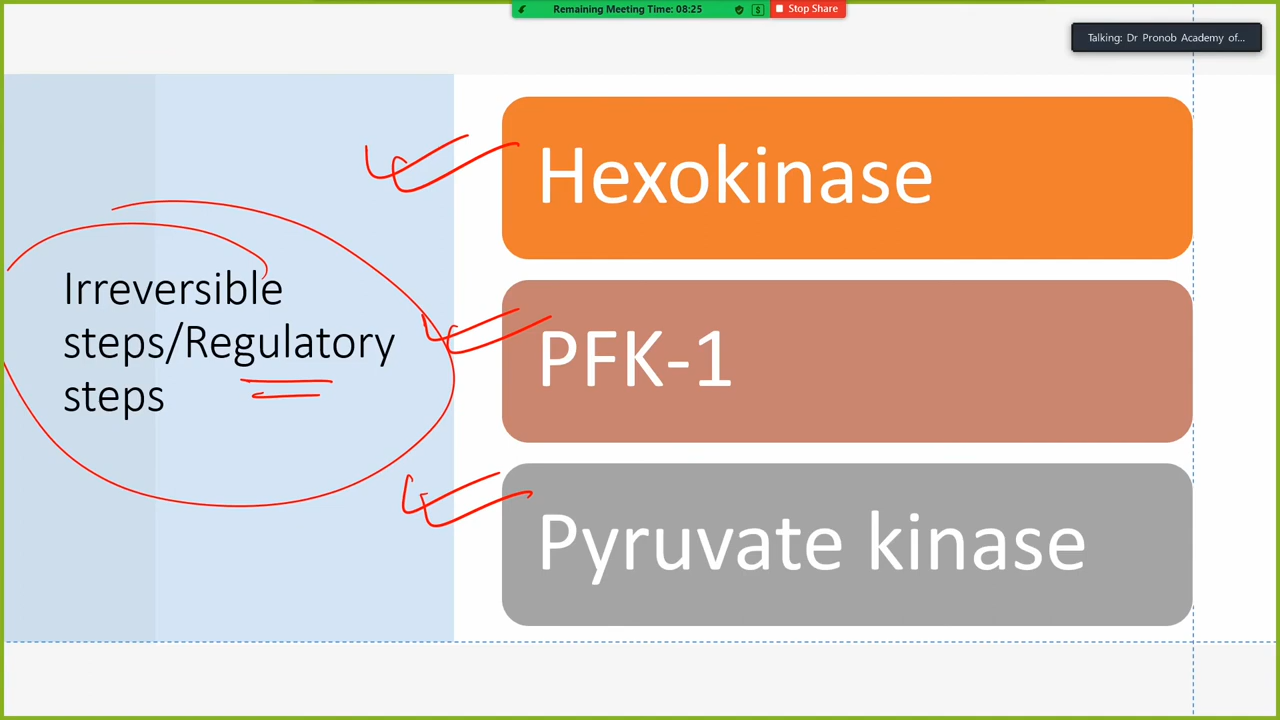 Remaining Meeting Time: 08:25
Stop Share
Talking: Dr Pronob Academy of...
Irreversible
steps/Regulatory
steps
Hexokinase
PFK-1
Pyruvate kinase